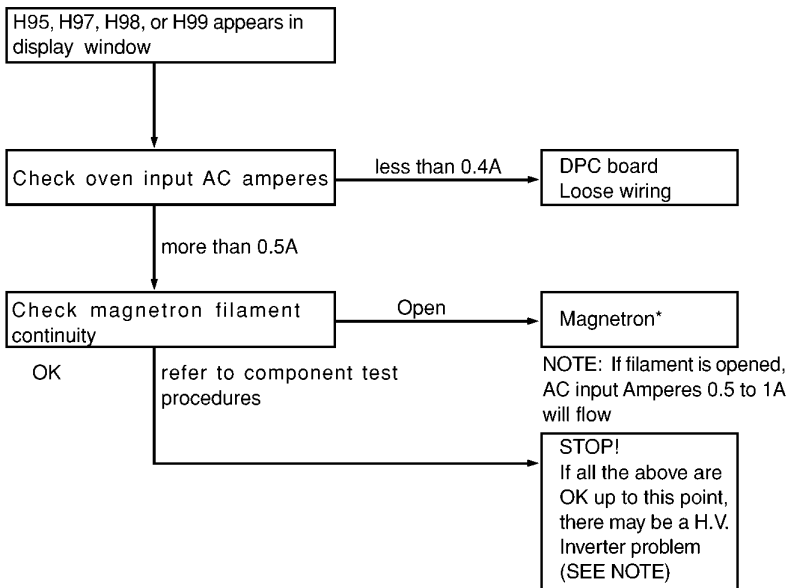 H95, H97, H98, or H99 appears in
display window
Check oven input AC amperes
less than 0.4A
DPC board
Loose wiring
more than 0.5A
Check magnetron filament
continuity
Open
Magnetron*
NOTE: If filament is opened,
AC input Amperes 0.5 to 1A
will flow
OK
refer to component test
procedures
STOP!
If all the above are
OK up to this point,
there may be a H.V.
Inverter problem
(SEE NOTE)